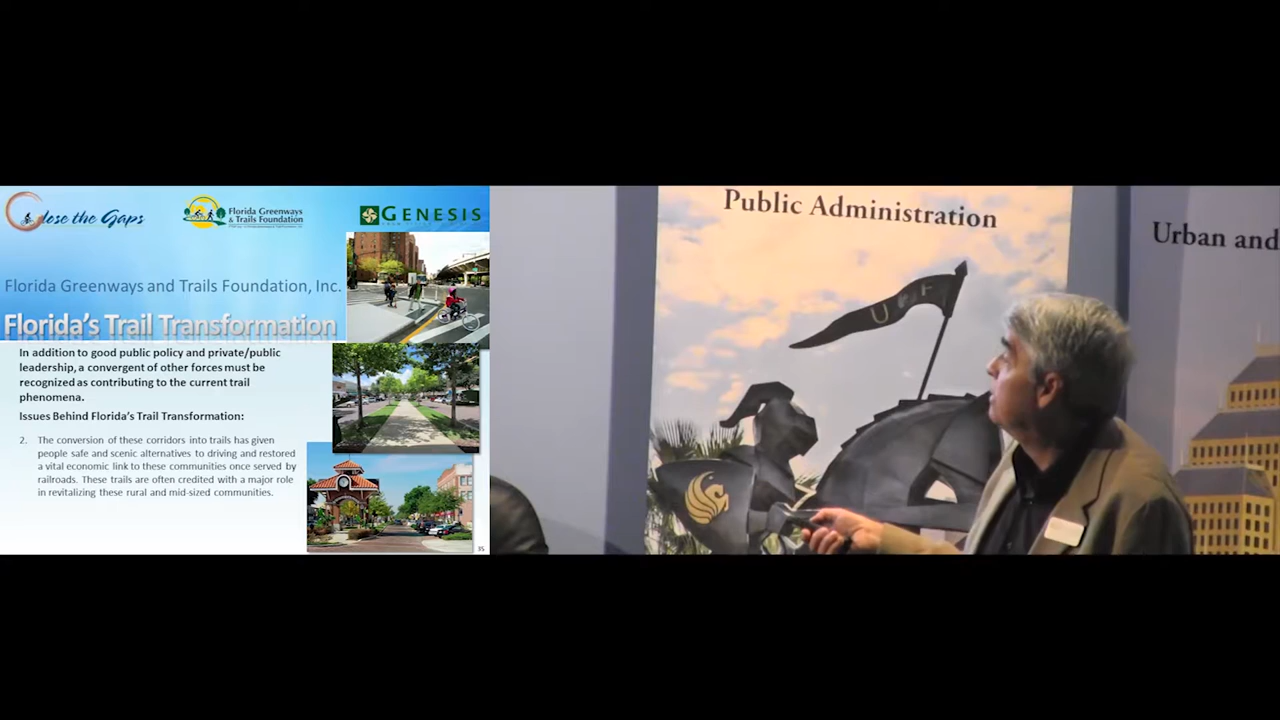 Close the Gaps
Florida Greenways
& Trails Foundation
GENESIS
Florida Greenways and Trails Foundation, Inc.
Florida's Trail Transformation
In addition to good public policy and private/public
leadership, a convergent of other forces must be
recognized as contributing to the current trail
phenomena.
Issues Behind Florida's Trail Transformation:
2. The conversion of these corridors into trails has given
people safe and scenic alternatives to driving and restored
a vital economic link to these communities once served by
railroads. These trails are often credited with a major role
in revitalizing these rural and mid-sized communities.
35
Public Administration
UCF
Urban and